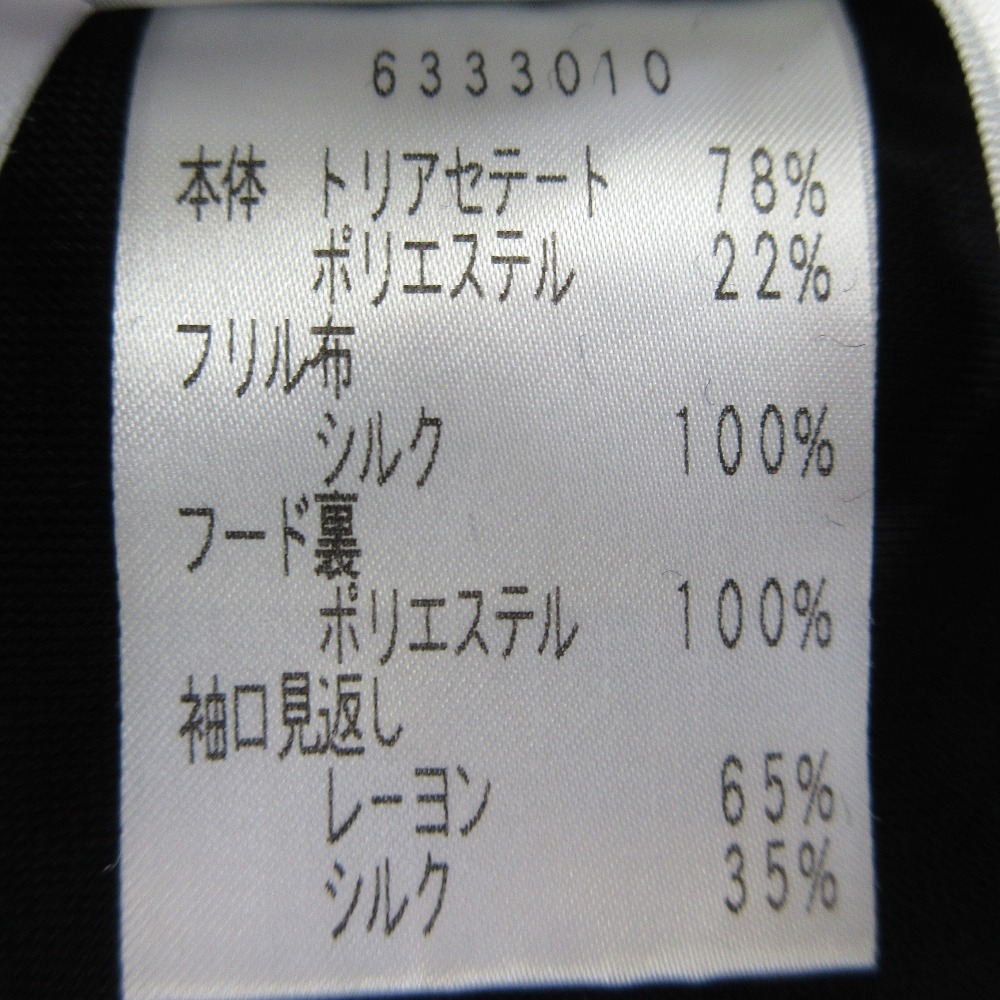 6333010
本体 トリアセテート 78%
ポリエステル 22%
フリル布
シルク 100%
フード裏
ポリエステル 100%
袖口見返し
レーヨン 65%
シルク 35%